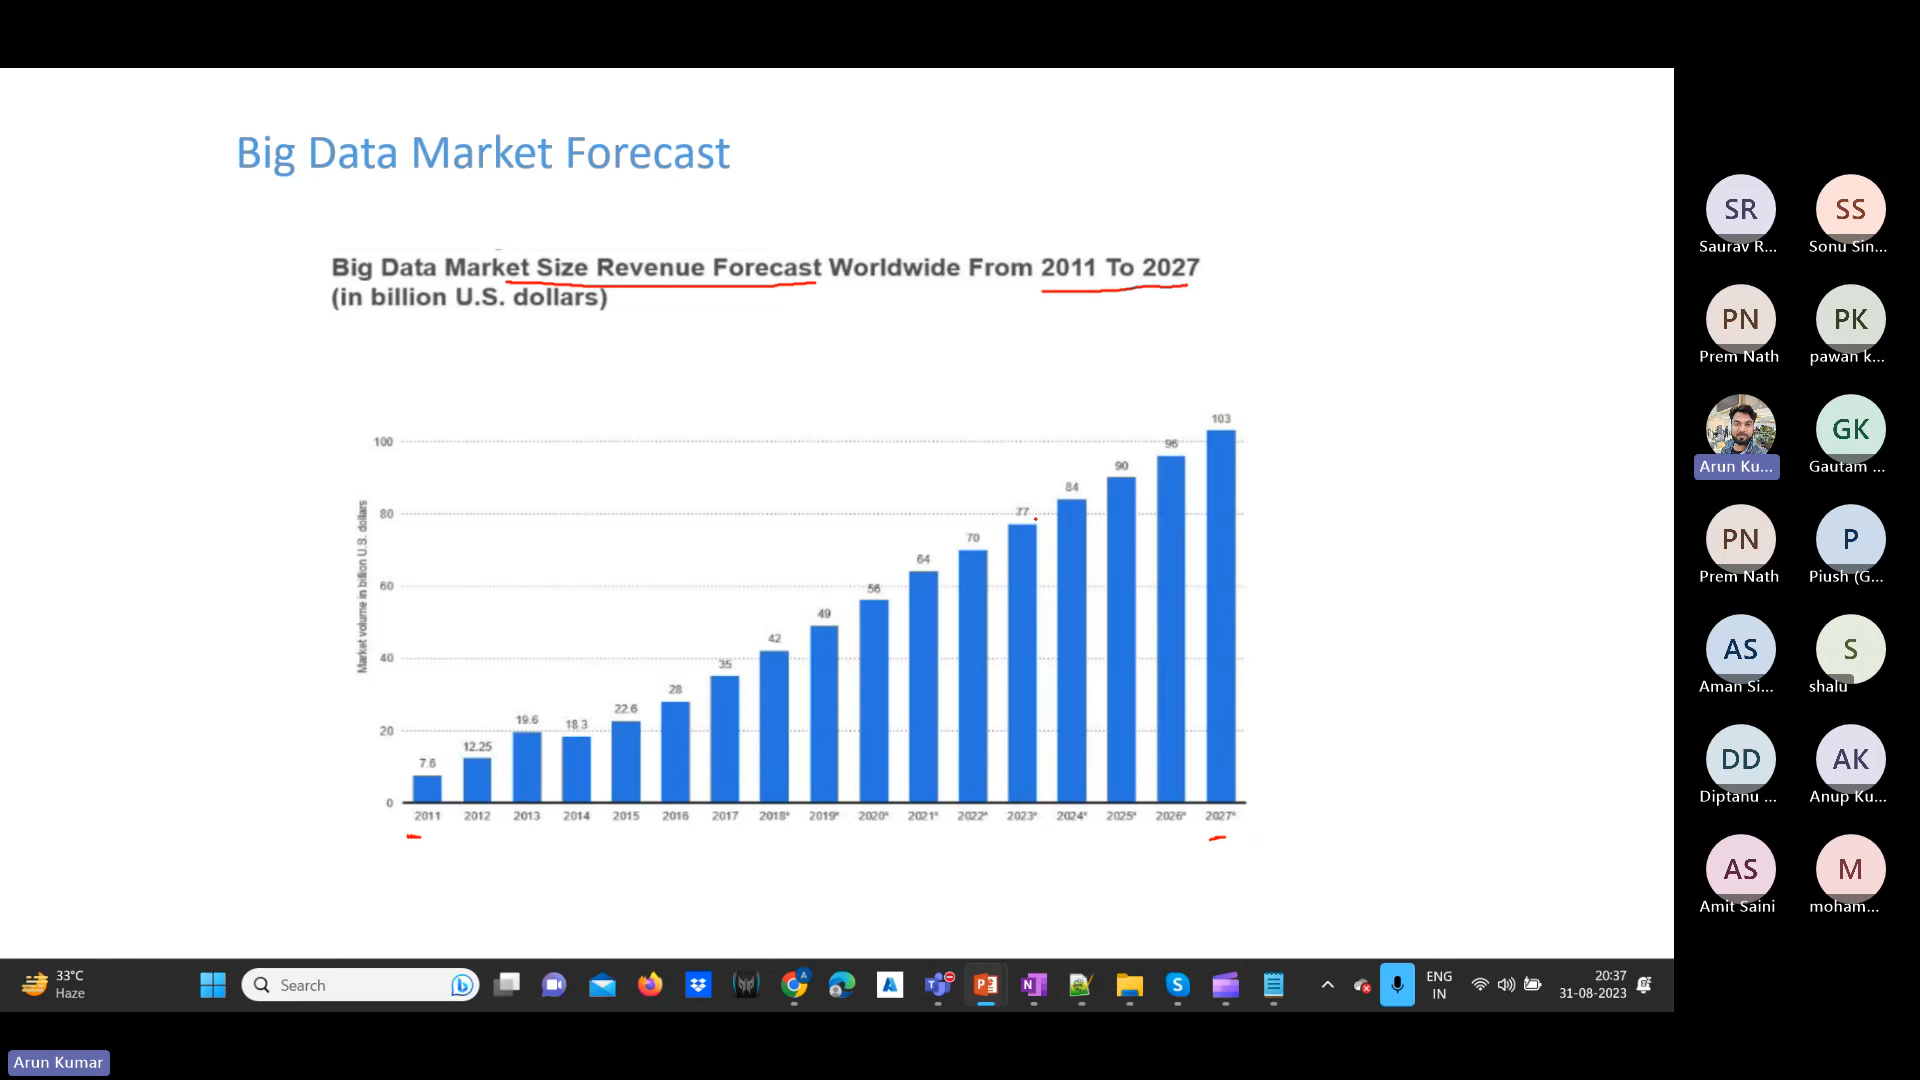 Big Data Market Forecast
Big Data Market Size Revenue Forecast Worldwide From 2011 To 2027
(in billion U.S. dollars)
Market volume in billion U.S. dollars
100
80
60
40
20
0
7.6
12.25
19.6
18.3
22.6
28
35
42
49
56
64
70
77
84
90
96
103
2011
2012
2013
2014
2015
2016
2017
2018*
2019*
2020*
2021*
2022*
2023*
2024*
2025*
2026*
2027*
SR
Saurav R...
SS
Sonu Sin...
PN
Prem Nath
PK
pawan k...
Arun Ku...
GK
Gautam ...
PN
Prem Nath
P
Piush (G...
AS
Aman Si...
S
shalu
DD
Diptanu ...
AK
Anup Ku...
AS
Amit Saini
M
moham...
33°C
Haze
Search
ENG
IN
20:37
31-08-2023
Arun Kumar